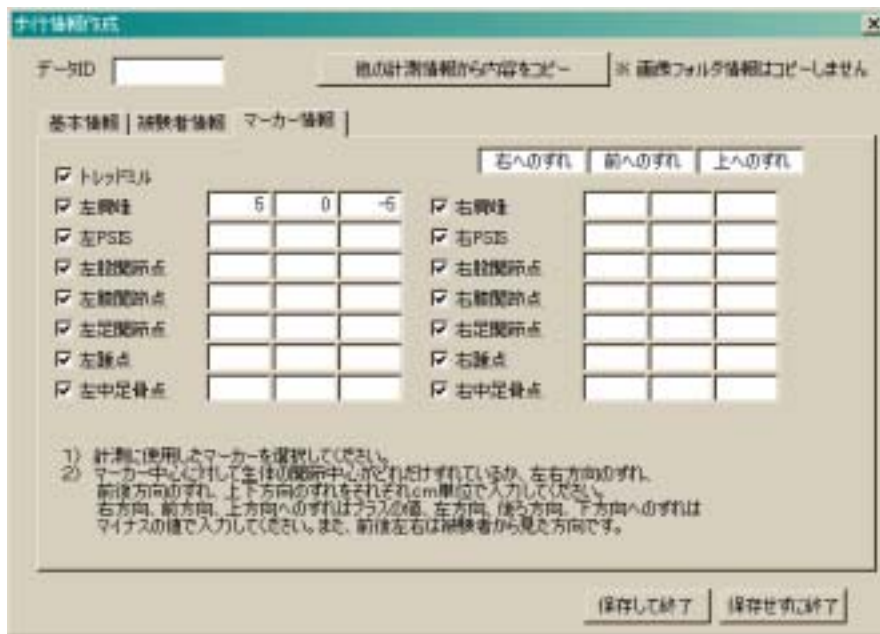 データID
他の計測情報から内容をコピー
※ 画像フォルダ情報はコピーしません
基本情報 被験者情報 マーカー情報
右へのずれ 前へのずれ 上へのずれ
トレッドミル
左肩峰 5 0 -5 右肩峰
左PSIS 右PSIS
左股関節点 右股関節点
左膝関節点 右膝関節点
左足関節点 右足関節点
左踵点 右踵点
左中足骨点 右中足骨点
1) 計測に使用したマーカーを選択してください。
2) マーカー中心に対して生体の関節中心がどれだけずれているか、左右方向のずれ、
前後方向のずれ、上下方向のずれをそれぞれcm単位で入力してください。
右方向、前方向、上方向へのずれはプラスの値、左方向、後ろ方向、下方向へのずれは
マイナスの値で入力してください。また、前後左右は被験者から見た方向です。
保存して終了 保存せずに終了